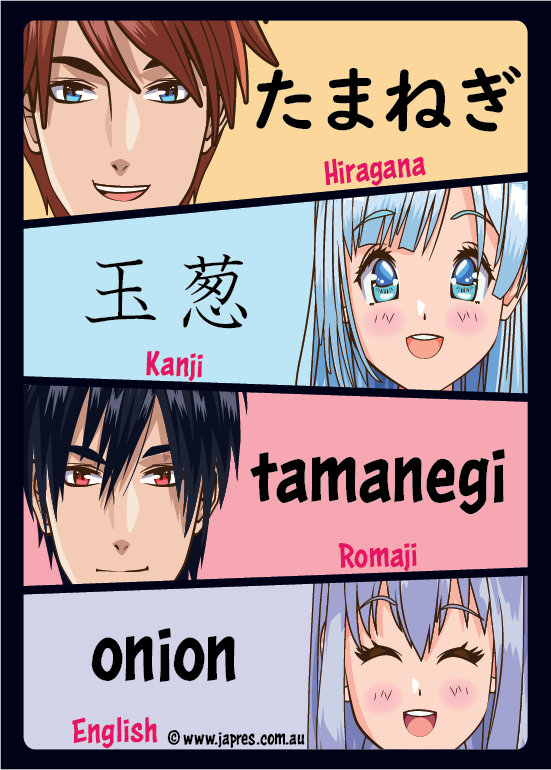 たまねぎ
Hiragana
玉葱
Kanji
tamanegi
Romaji
onion
English © www.japres.com.au